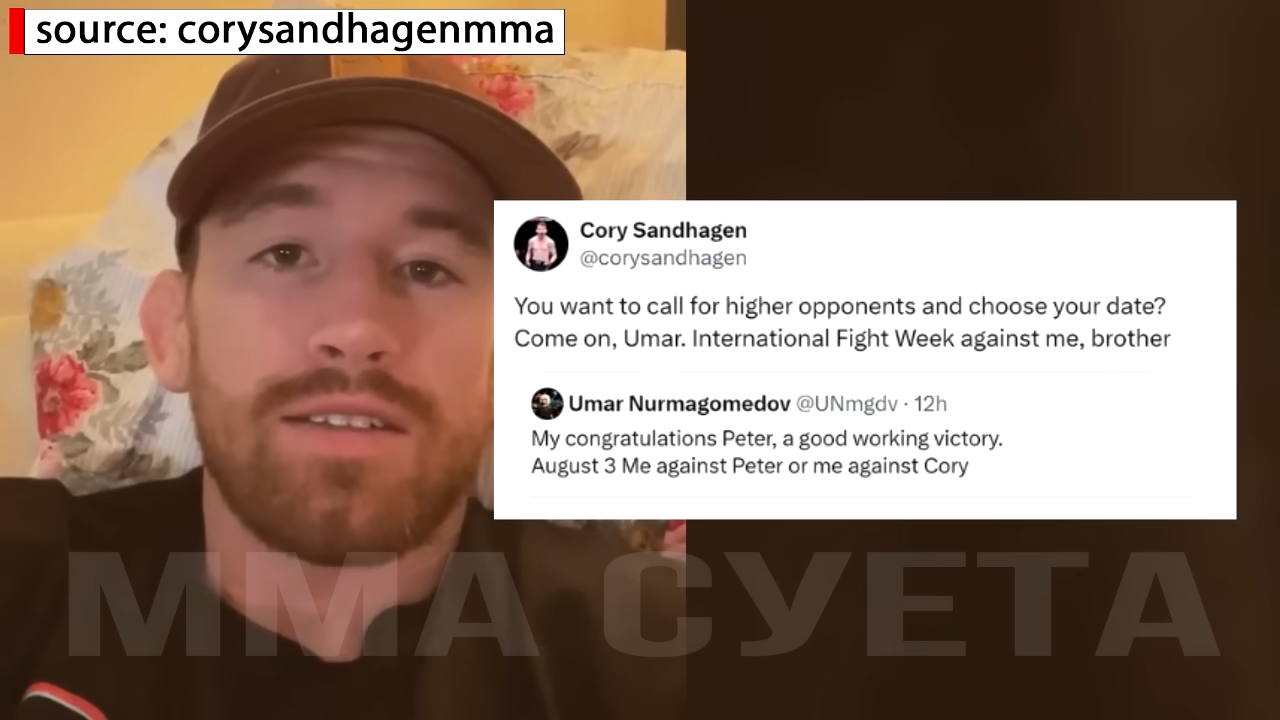 source: corysandhagenmma
Cory Sandhagen
@corysandhagen
You want to call for higher opponents and choose your date?
Come on, Umar. International Fight Week against me, brother
Umar Nurmagomedov @UNmgdv · 12h
My congratulations Peter, a good working victory.
August 3 Me against Peter or me against Cory
ММА СУЕТА